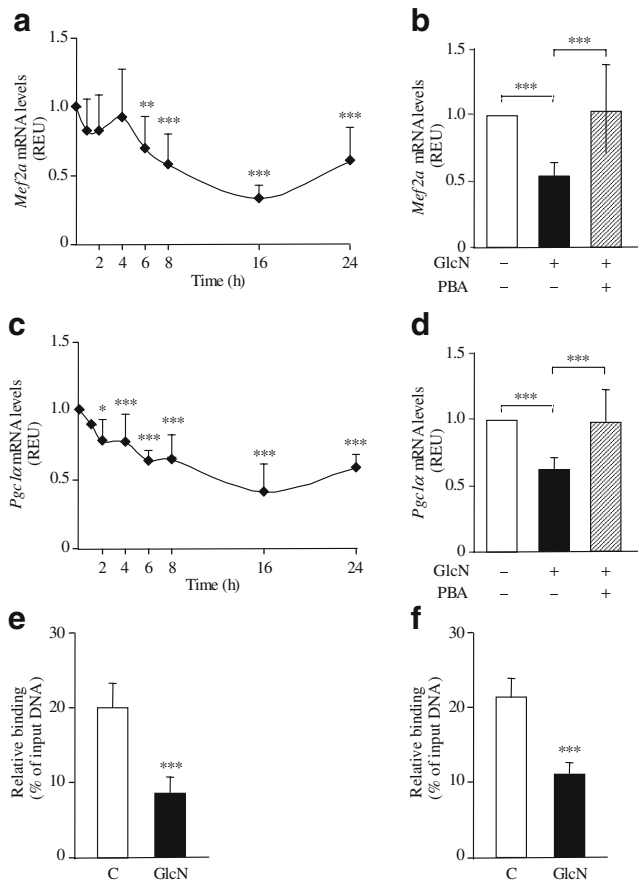 a
Mef2a mRNA levels
(REU)
1.5
1.0
0.5
0
**
***
***
***
2 4 6 8 16 24
Time (h)
b
Mef2a mRNA levels
(REU)
1.5
1.0
0.5
0
***
***
GlcN – + +
PBA – – +
c
Pgc1α mRNA levels
(REU)
1.5
1.0
0.5
0
*
***
***
***
***
***
2 4 6 8 16 24
Time (h)
d
Pgc1α mRNA levels
(REU)
1.5
1.0
0.5
0
***
***
GlcN – + +
PBA – – +
e
Relative binding
(% of input DNA)
30
20
10
0
***
C GlcN
f
Relative binding
(% of input DNA)
30
20
10
0
***
C GlcN